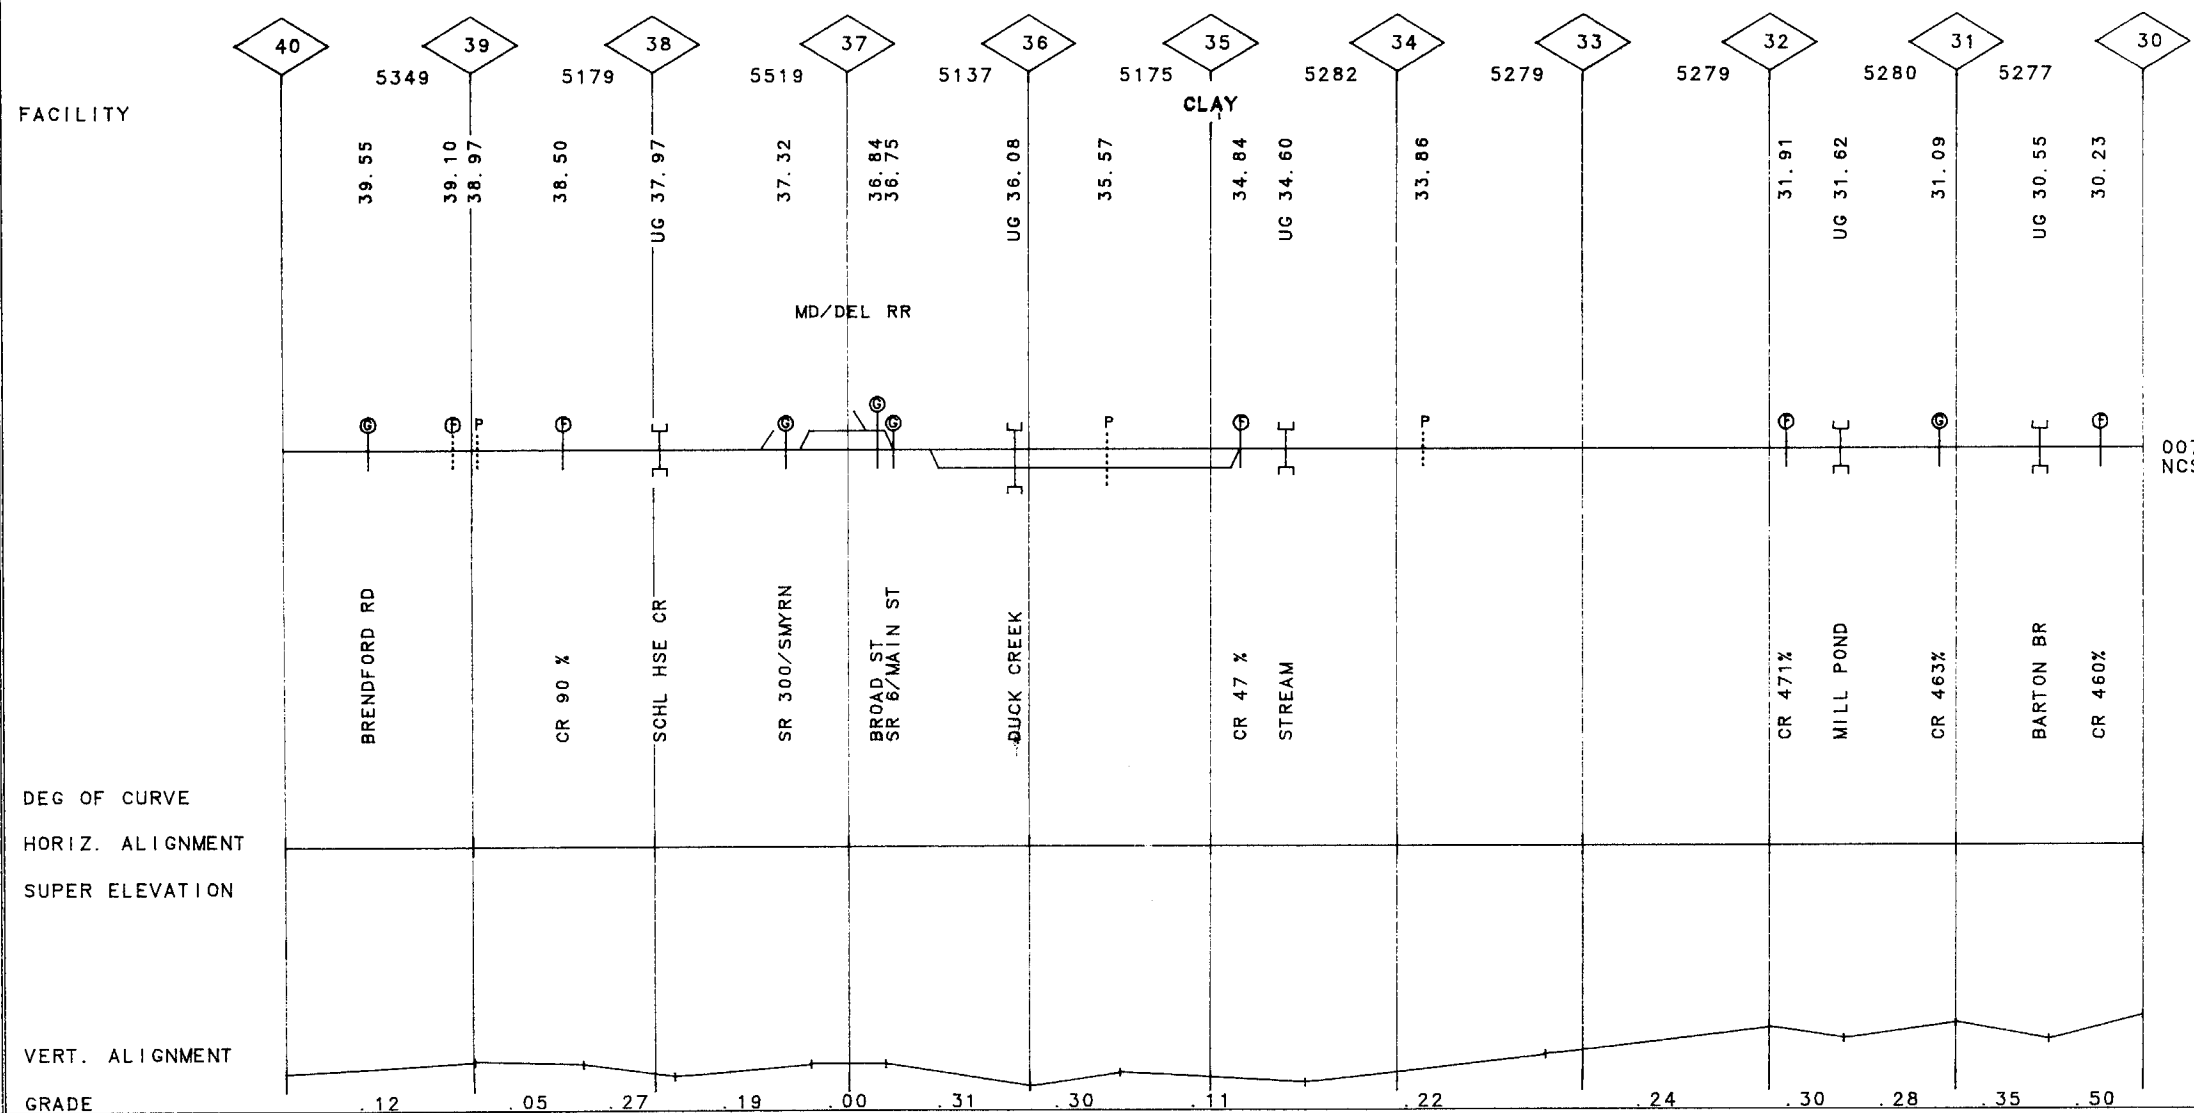 40 39 38 37 36 35 34 33 32 31 30
5349 5179 5519 5137 5175 5282 5279 5279 5280 5277
CLAY
FACILITY
39.55
39.10
38.97
38.50
UG 37.97
37.32
36.84
36.75
UG 36.08
35.57
34.84
UG 34.60
33.86
31.91
UG 31.62
31.09
UG 30.55
30.23
MD/DEL RR
G F P F G G G P F P F G F
007
NCS
BRENDFORD RD
CR 90 %
SCHL HSE CR
SR 300/SMYRN
BROAD ST
SR 6/MAIN ST
DUCK CREEK
CR 47 %
STREAM
CR 471%
MILL POND
CR 463%
BARTON BR
CR 460%
DEG OF CURVE
HORIZ. ALIGNMENT
SUPER ELEVATION
VERT. ALIGNMENT
GRADE .12 .05 .27 .19 .00 .31 .30 .11 .22 .24 .30 .28 .35 .50